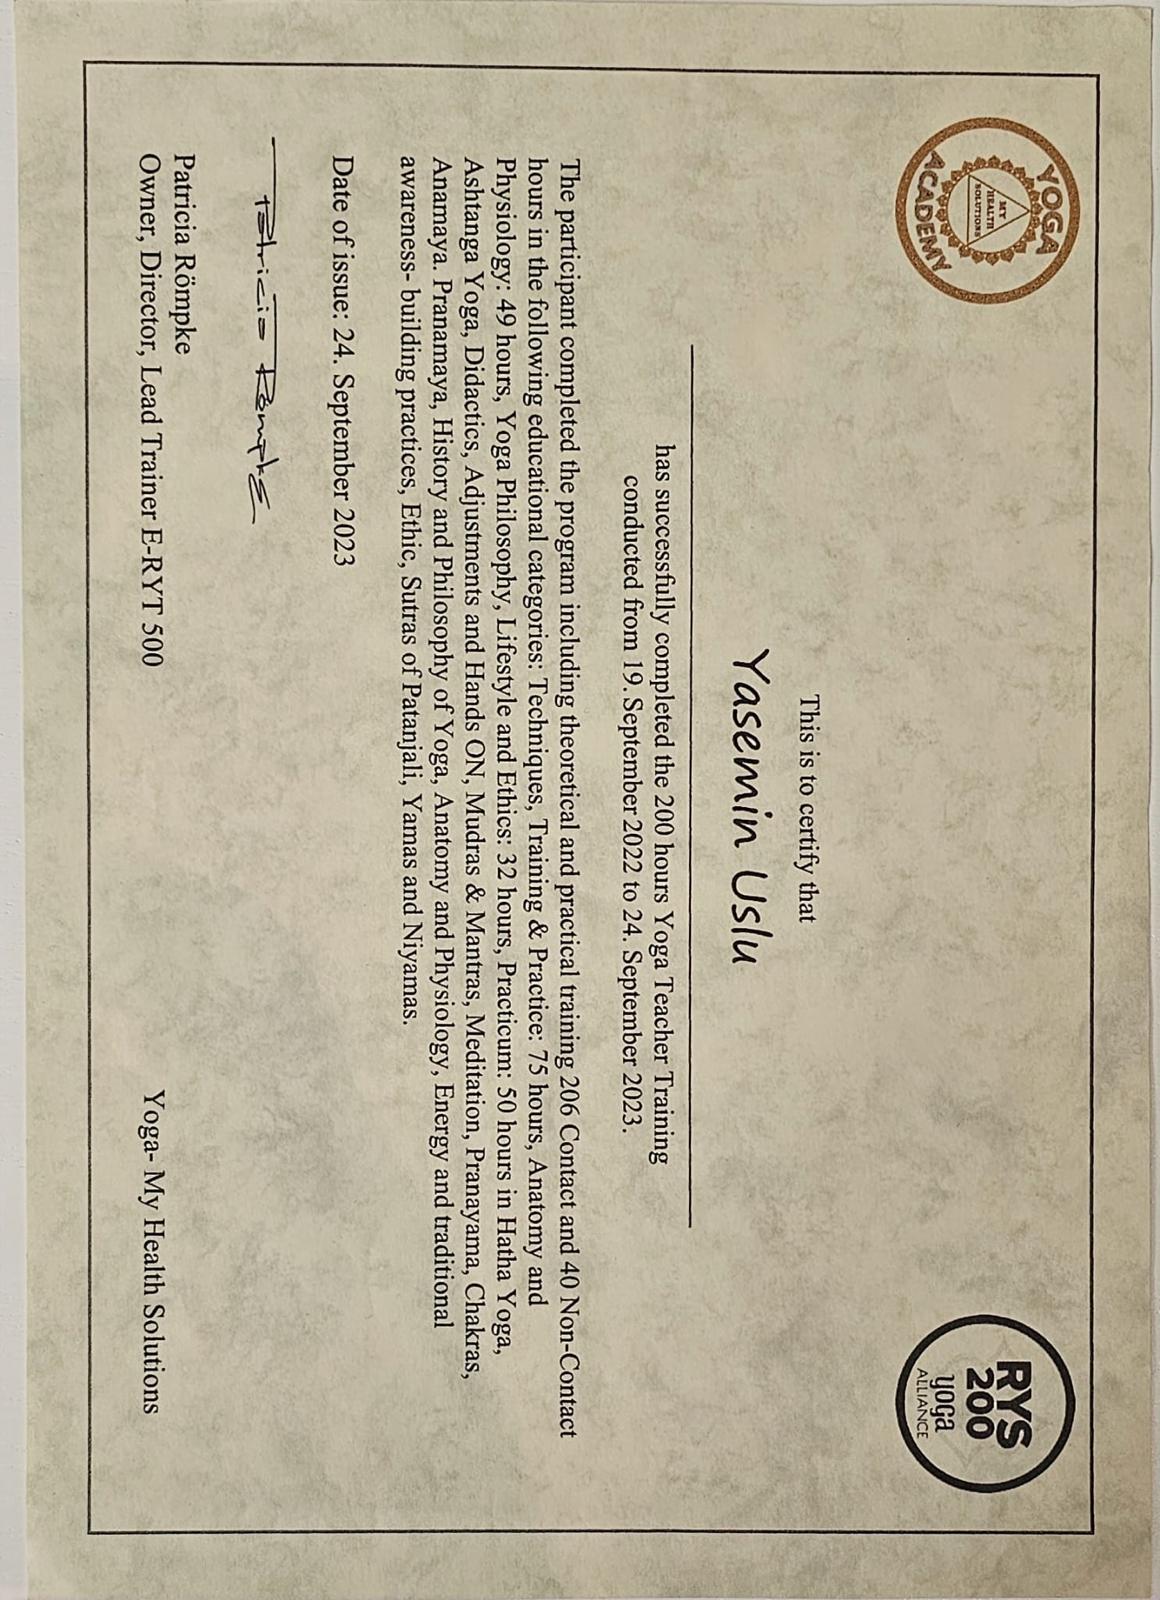 YOGA
MY
HEALTH
SOLUTIONS
ACADEMY
RYS
200
yoga
ALLIANCE
This is to certify that
Yasemin Uslu
has successfully completed the 200 hours Yoga Teacher Training
conducted from 19. September 2022 to 24. September 2023.
The participant completed the program including theoretical and practical training 206 Contact and 40 Non-Contact
hours in the following educational categories: Techniques, Training & Practice: 75 hours, Anatomy and
Physiology: 49 hours, Yoga Philosophy, Lifestyle and Ethics: 32 hours, Practicum: 50 hours in Hatha Yoga,
Ashtanga Yoga, Didactics, Adjustments and Hands ON, Mudras & Mantras, Meditation, Pranayama, Chakras,
Anamaya. Pranamaya, History and Philosophy of Yoga, Anatomy and Physiology, Energy and traditional
awareness- building practices, Ethic, Sutras of Patanjali, Yamas and Niyamas.
Date of issue: 24. September 2023
Patricia Römpke
Patricia Römpke
Owner, Director, Lead Trainer E-RYT 500
Yoga- My Health Solutions